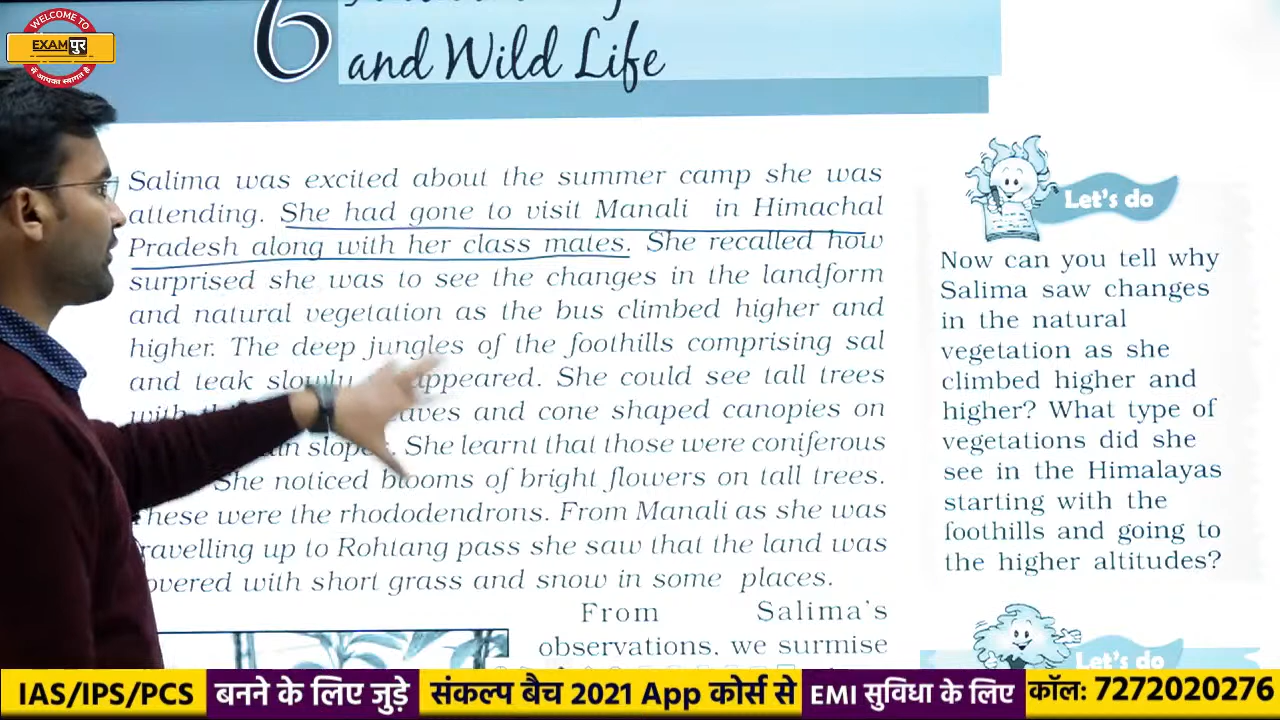 WELCOME TO
EXAMपुर
में आपका स्वागत है
6
and Wild Life
Salima was excited about the summer camp she was
attending. She had gone to visit Manali in Himachal
Pradesh along with her class mates. She recalled how
surprised she was to see the changes in the landform
and natural vegetation as the bus climbed higher and
higher. The deep jungles of the foothills comprising sal
and teak slowly appeared. She could see tall trees
with and cone shaped canopies on
She learnt that those were coniferous
She noticed blooms of bright flowers on tall trees.
These were the rhododendrons. From Manali as she was
travelling up to Rohtang pass she saw that the land was
covered with short grass and snow in some places.
From Salima's
observations, we surmise
Let's do
Now can you tell why
Salima saw changes
in the natural
vegetation as she
climbed higher and
higher? What type of
vegetations did she
see in the Himalayas
starting with the
foothills and going to
the higher altitudes?
Let's do
IAS/IPS/PCS बनने के लिए जुड़े संकल्प बैच 2021 App कोर्स से EMI सुविधा के लिए कॉल: 7272020276